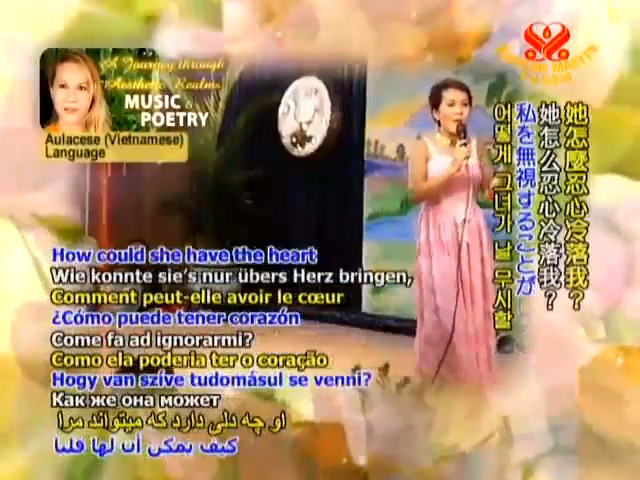 A Journey through
Aesthetic Realms
MUSIC &
POETRY
Aulacese (Vietnamese)
Language
她怎麼忍心冷落我?
她怎么忍心冷落我?
私を無視することが
어떻게 그녀가 날 무시할
How could she have the heart
Wie konnte sie's nur übers Herz bringen,
Comment peut-elle avoir le cœur
¿Cómo puede tener corazón
Come fa ad ignorarmi?
Como ela poderia ter o coração
Hogy van szíve tudomásul se venni?
Как же она может
او چه دلی دارد که میتواند مرا
كيف يمكن أن لها قلبا